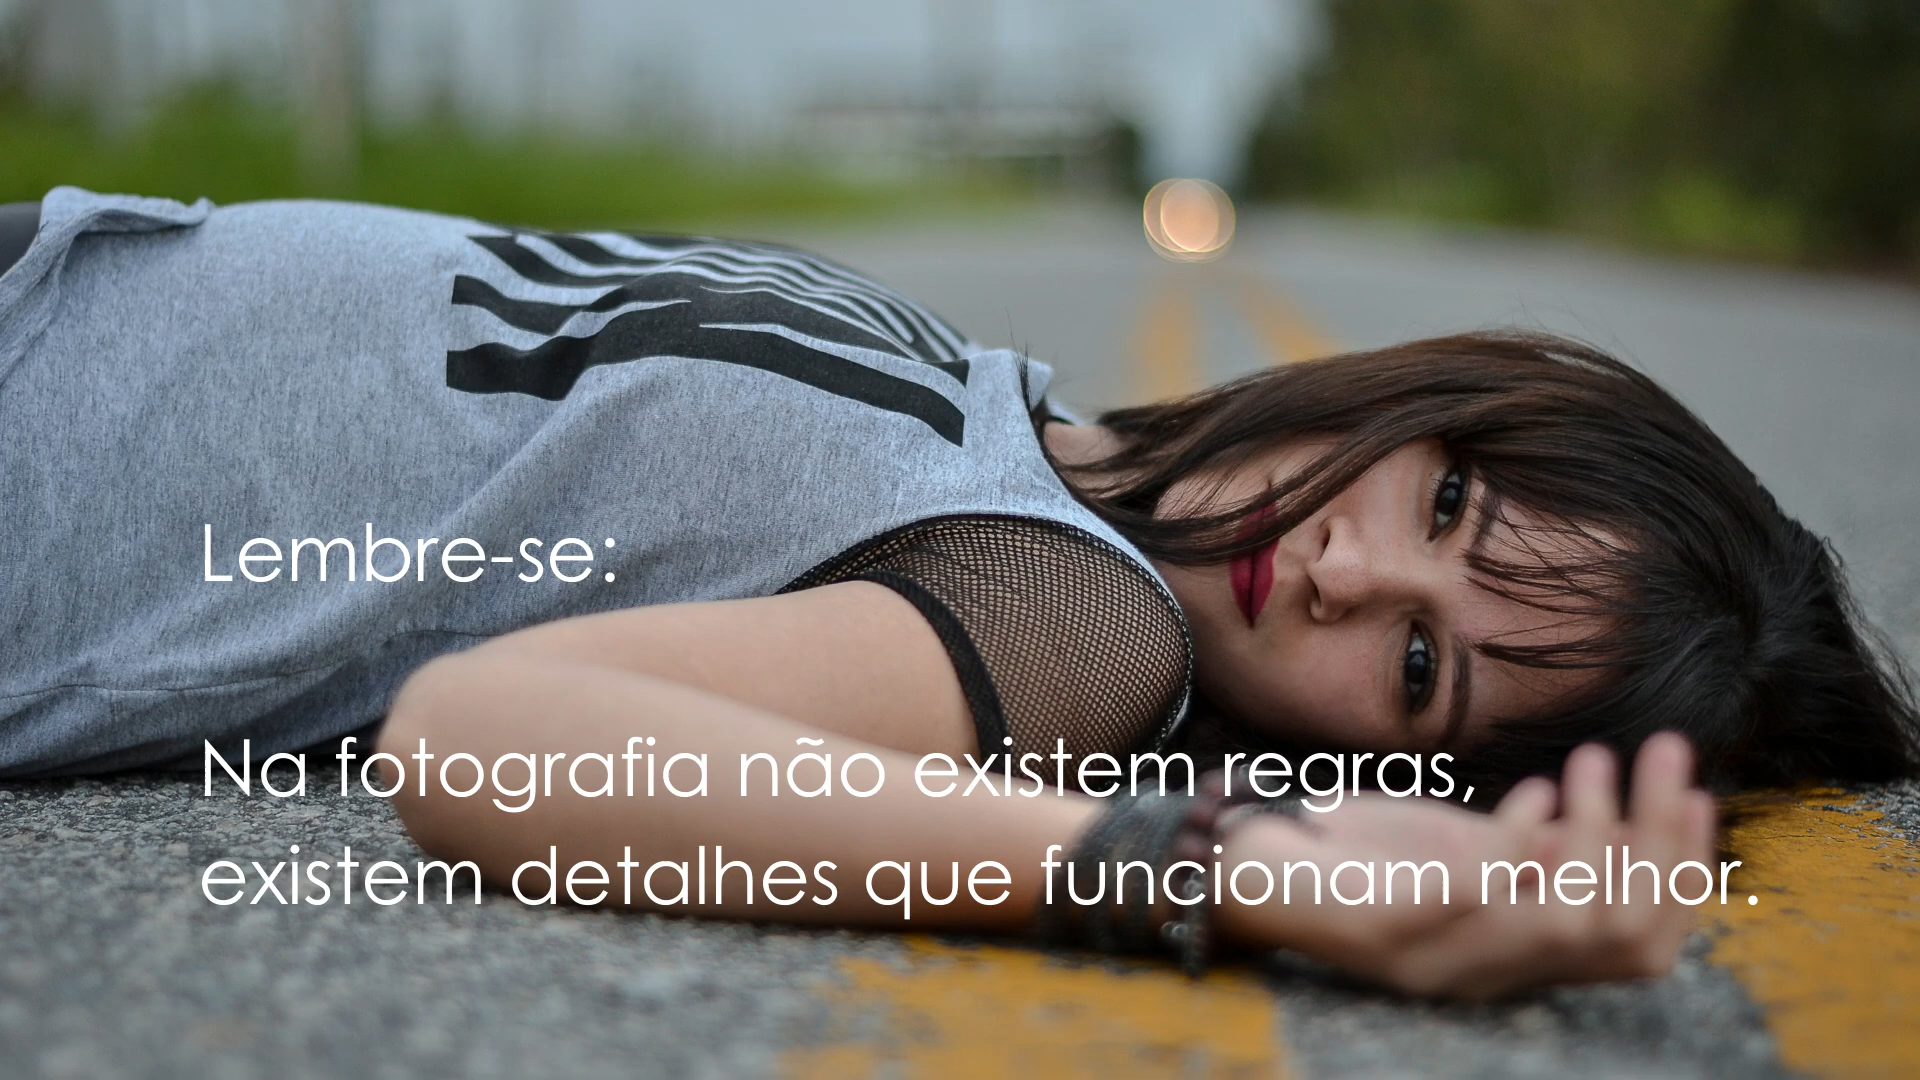 Lembre-se:
Na fotografia não existem regras,
existem detalhes que funcionam melhor.